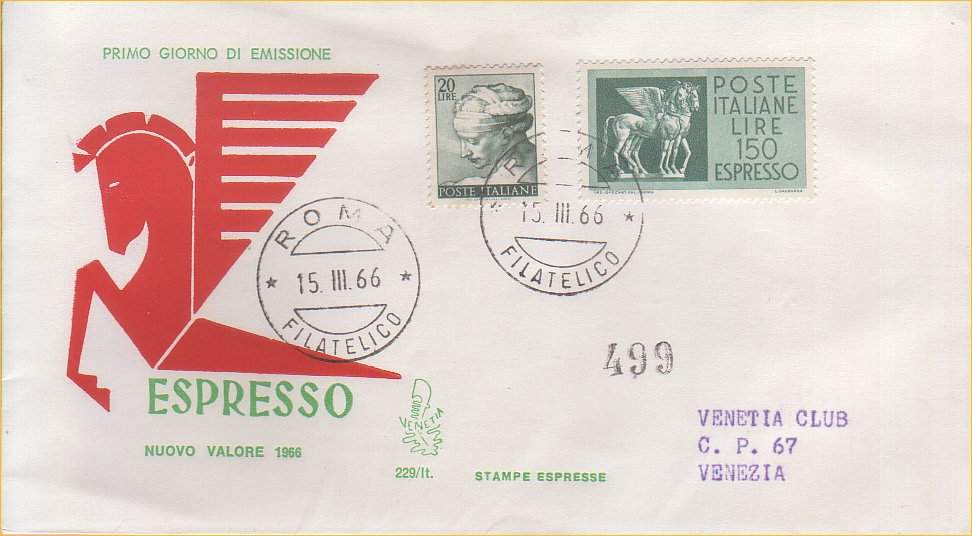 PRIMO GIORNO DI EMISSIONE
20
LIRE
POSTE ITALIANE
POSTE
ITALIANE
LIRE
150
ESPRESSO
ROMA
15. III. 66
FILATELICO
ROMA
15. III. 66
FILATELICO
499
ESPRESSO
NUOVO VALORE 1966
VENETIA
229/It.
STAMPE ESPRESSE
VENETIA CLUB
C. P. 67
VENEZIA